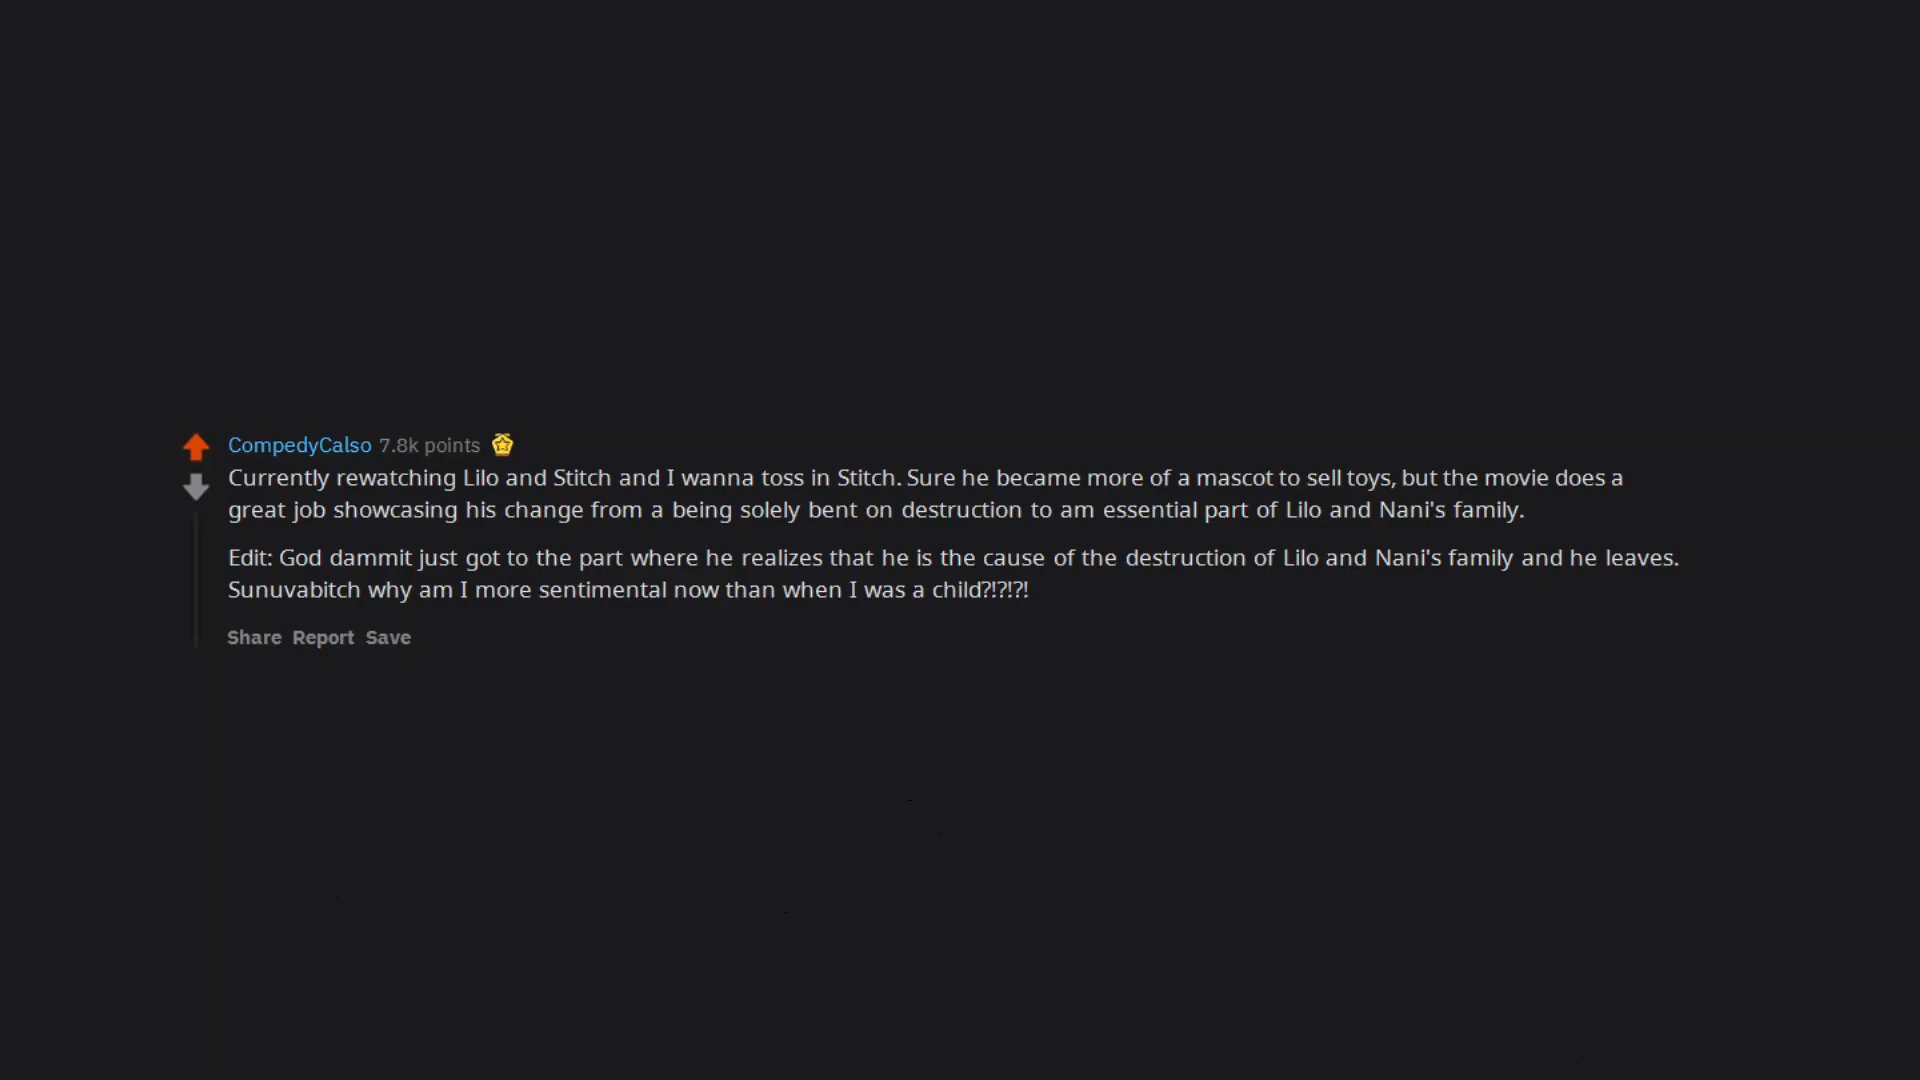 CompedyCalso 7.8k points
Currently rewatching Lilo and Stitch and I wanna toss in Stitch. Sure he became more of a mascot to sell toys, but the movie does a
great job showcasing his change from a being solely bent on destruction to am essential part of Lilo and Nani's family.
Edit: God dammit just got to the part where he realizes that he is the cause of the destruction of Lilo and Nani's family and he leaves.
Sunuvabitch why am I more sentimental now than when I was a child?!?!?!
Share Report Save